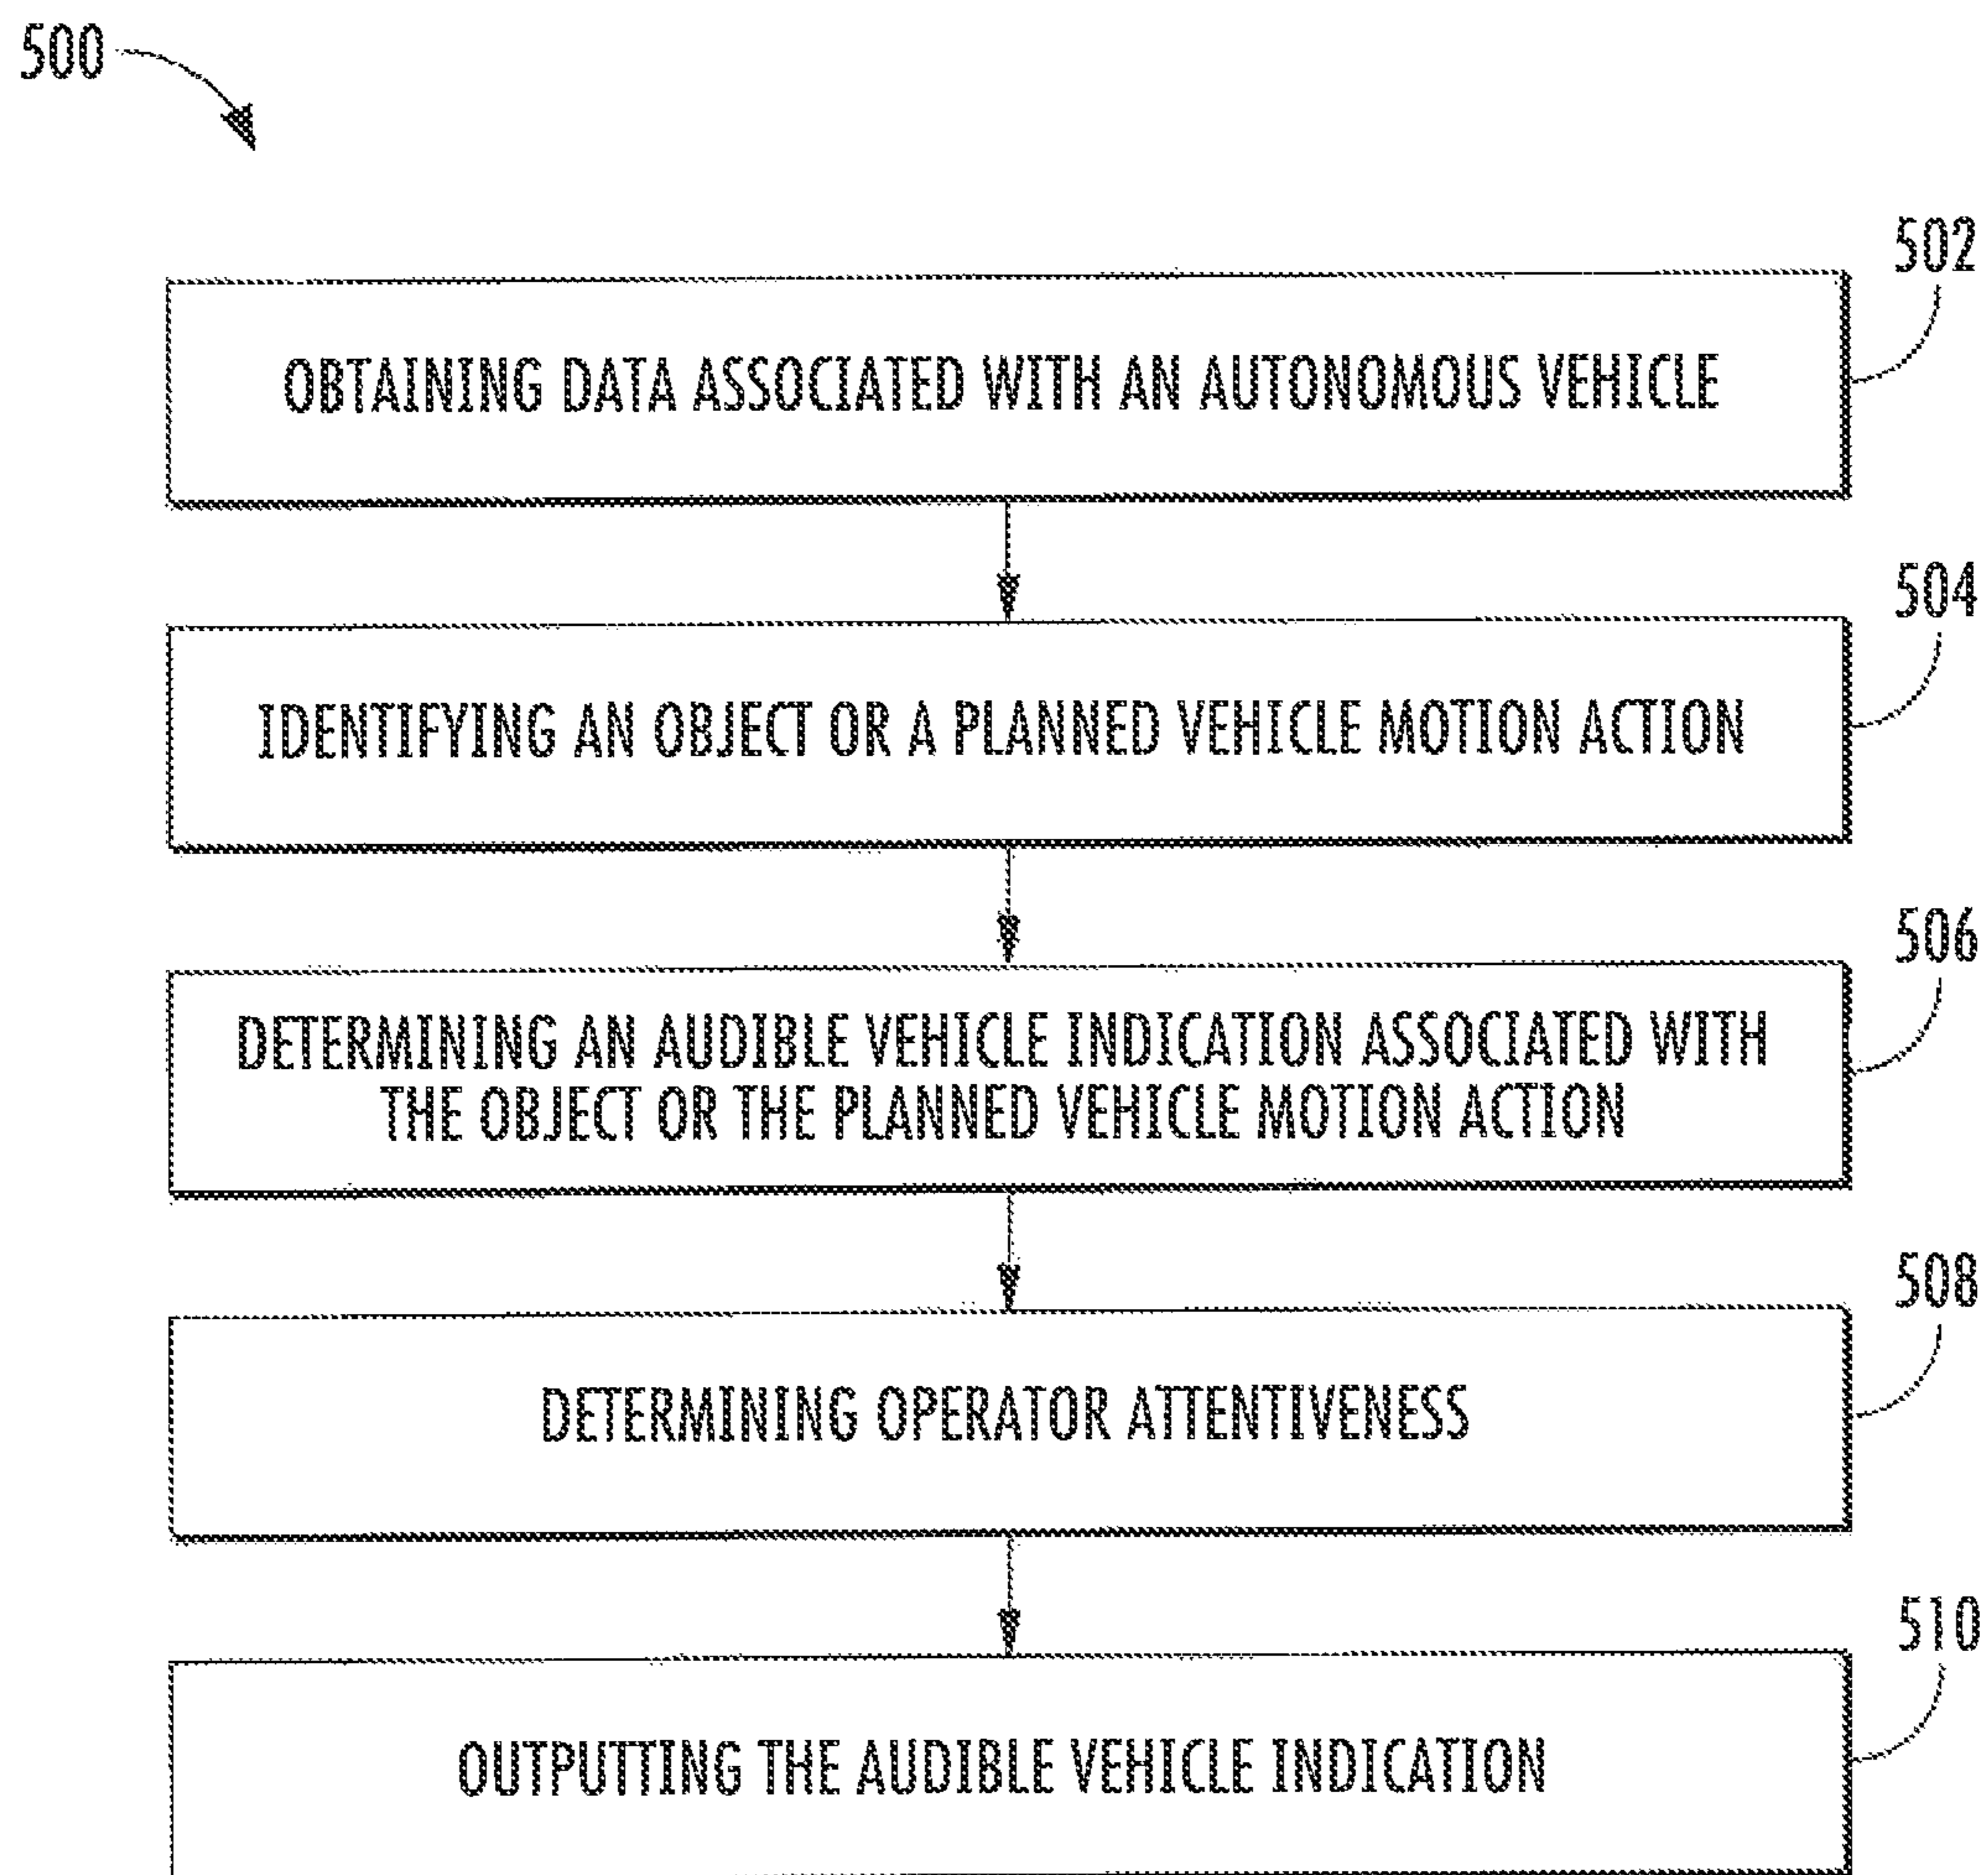 500
502
OBTAINING DATA ASSOCIATED WITH AN AUTONOMOUS VEHICLE
504
IDENTIFYING AN OBJECT OR A PLANNED VEHICLE MOTION ACTION
506
DETERMINING AN AUDIBLE VEHICLE INDICATION ASSOCIATED WITH
THE OBJECT OR THE PLANNED VEHICLE MOTION ACTION
508
DETERMINING OPERATOR ATTENTIVENESS
510
OUTPUTTING THE AUDIBLE VEHICLE INDICATION